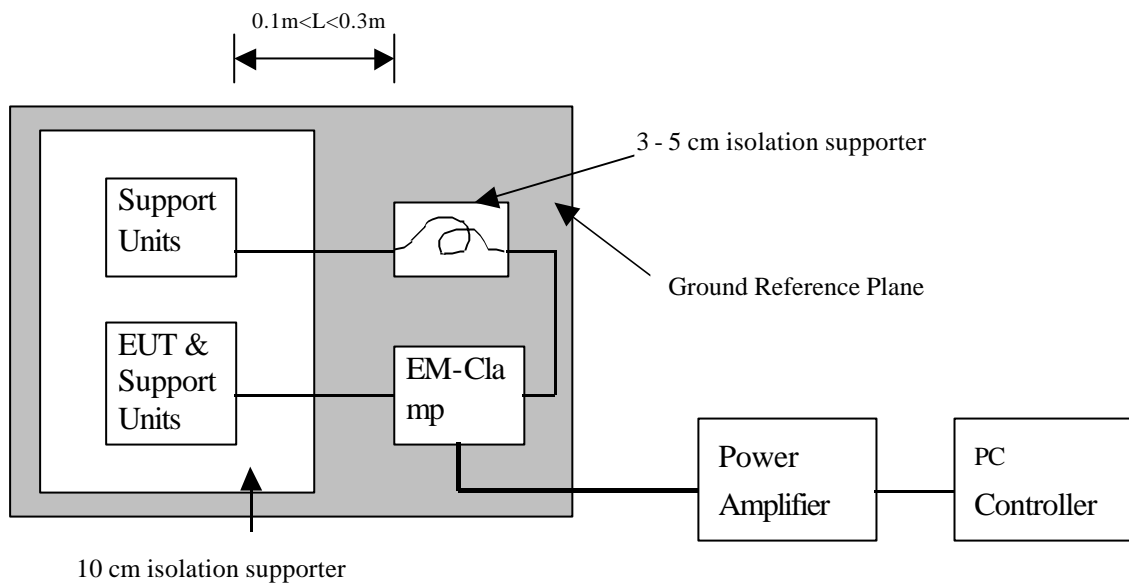 0.1m<L<0.3m
3 - 5 cm isolation supporter
Support
Units
Ground Reference Plane
EUT &
Support
Units
EM-Cla
mp
Power
Amplifier
PC
Controller
10 cm isolation supporter